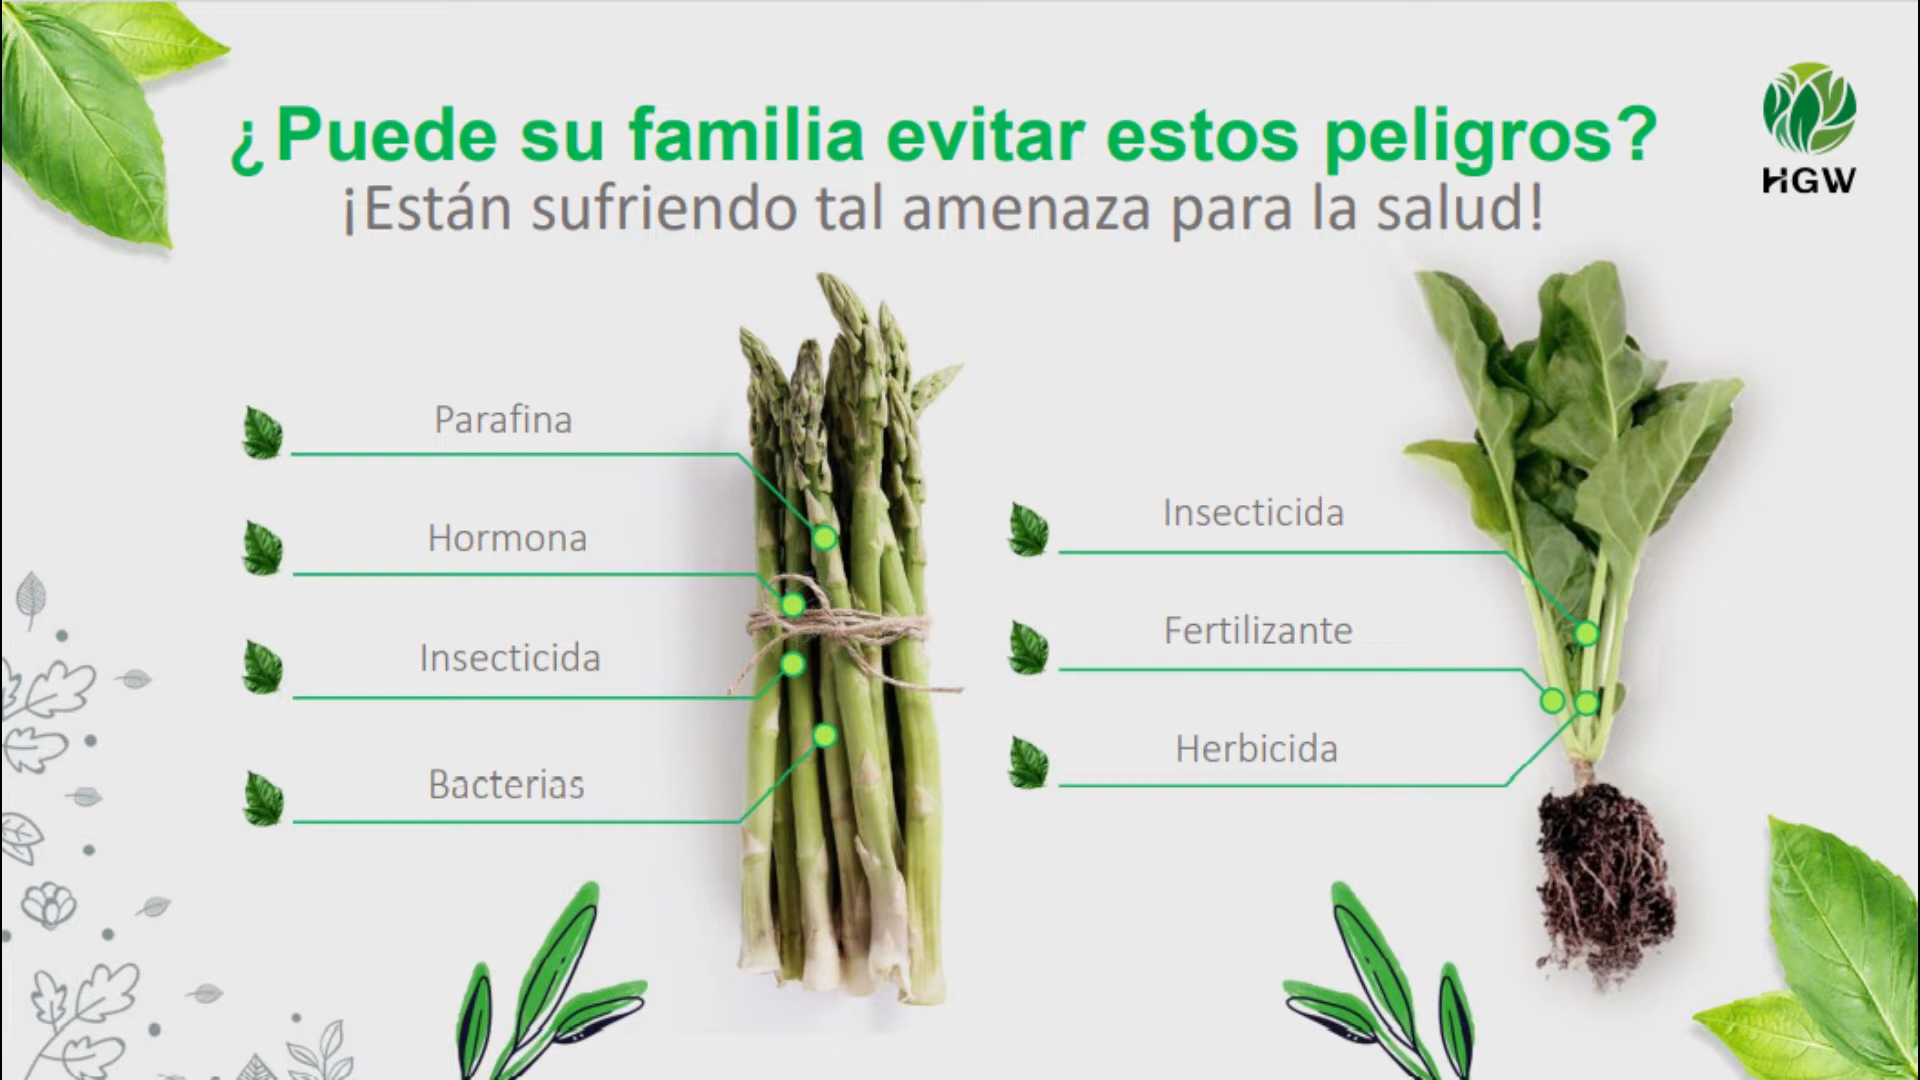 ¿Puede su familia evitar estos peligros?
¡Están sufriendo tal amenaza para la salud!
HGW
Parafina
Hormona
Insecticida
Bacterias
Insecticida
Fertilizante
Herbicida